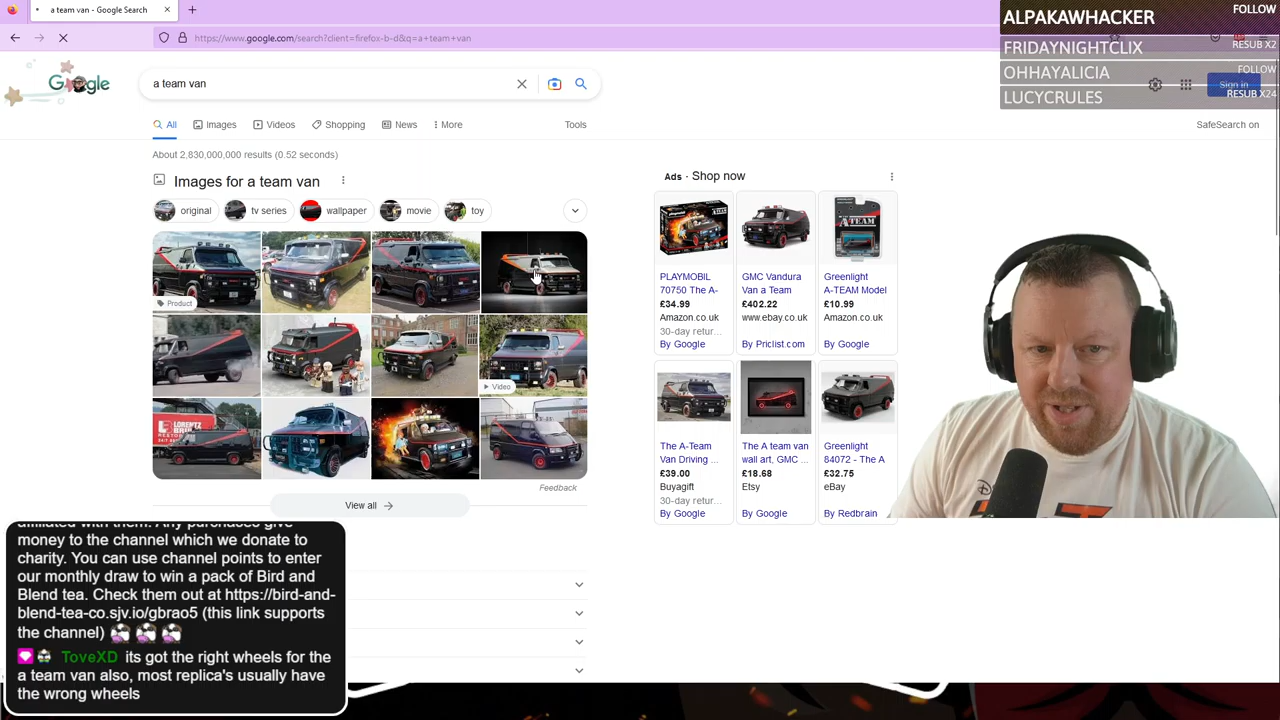 a team van - Google Search
https://www.google.com/search?client=firefox-b-d&q=a+team+van
ALPAKAWHACKER FOLLOW
FRIDAYNIGHTCLIX RESUB X2
OHHAYALICIA FOLLOW
LUCYCRULES RESUB X24
Google
a team van
Sign in
All
Images
Videos
Shopping
News
More
Tools
SafeSearch on
About 2,830,000,000 results (0.52 seconds)
Images for a team van
original
tv series
wallpaper
movie
toy
Product
Video
Feedback
View all
Ads · Shop now
PLAYMOBIL
70750 The A-
£34.99
Amazon.co.uk
30-day retur...
By Google
GMC Vandura
Van a Team
£402.22
www.ebay.co.uk
By Priclist.com
Greenlight
A-TEAM Model
£10.99
Amazon.co.uk
By Google
The A-Team
Van Driving ...
£39.00
Buyagift
30-day retur...
By Google
The A team van
wall art, GMC ...
£18.68
Etsy
By Google
Greenlight
84072 - The A
£32.75
eBay
By Redbrain
affiliated with them. Any purchases give
money to the channel which we donate to
charity. You can use channel points to enter
our monthly draw to win a pack of Bird and
Blend tea. Check them out at https://bird-and-
blend-tea-co.sjv.io/gbrao5 (this link supports
the channel)
ToveXD its got the right wheels for the
a team van also, most replica's usually have
the wrong wheels